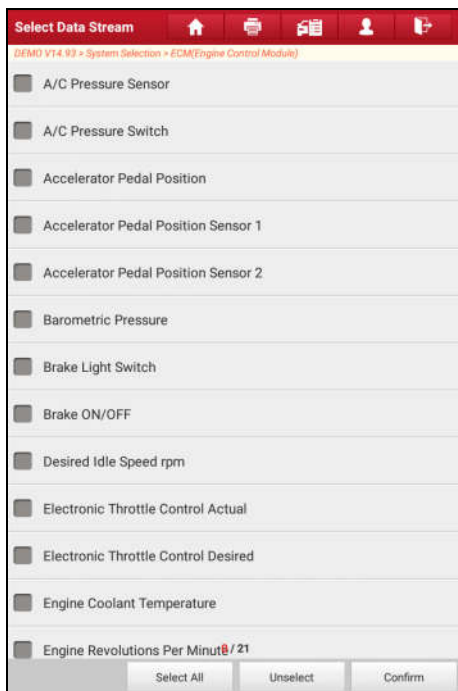 Select Data Stream
DEMO V14.93 > System Selection > ECM(Engine Control Module)
A/C Pressure Sensor
A/C Pressure Switch
Accelerator Pedal Position
Accelerator Pedal Position Sensor 1
Accelerator Pedal Position Sensor 2
Barometric Pressure
Brake Light Switch
Brake ON/OFF
Desired Idle Speed rpm
Electronic Throttle Control Actual
Electronic Throttle Control Desired
Engine Coolant Temperature
Engine Revolutions Per Minute / 21
Select All Unselect Confirm